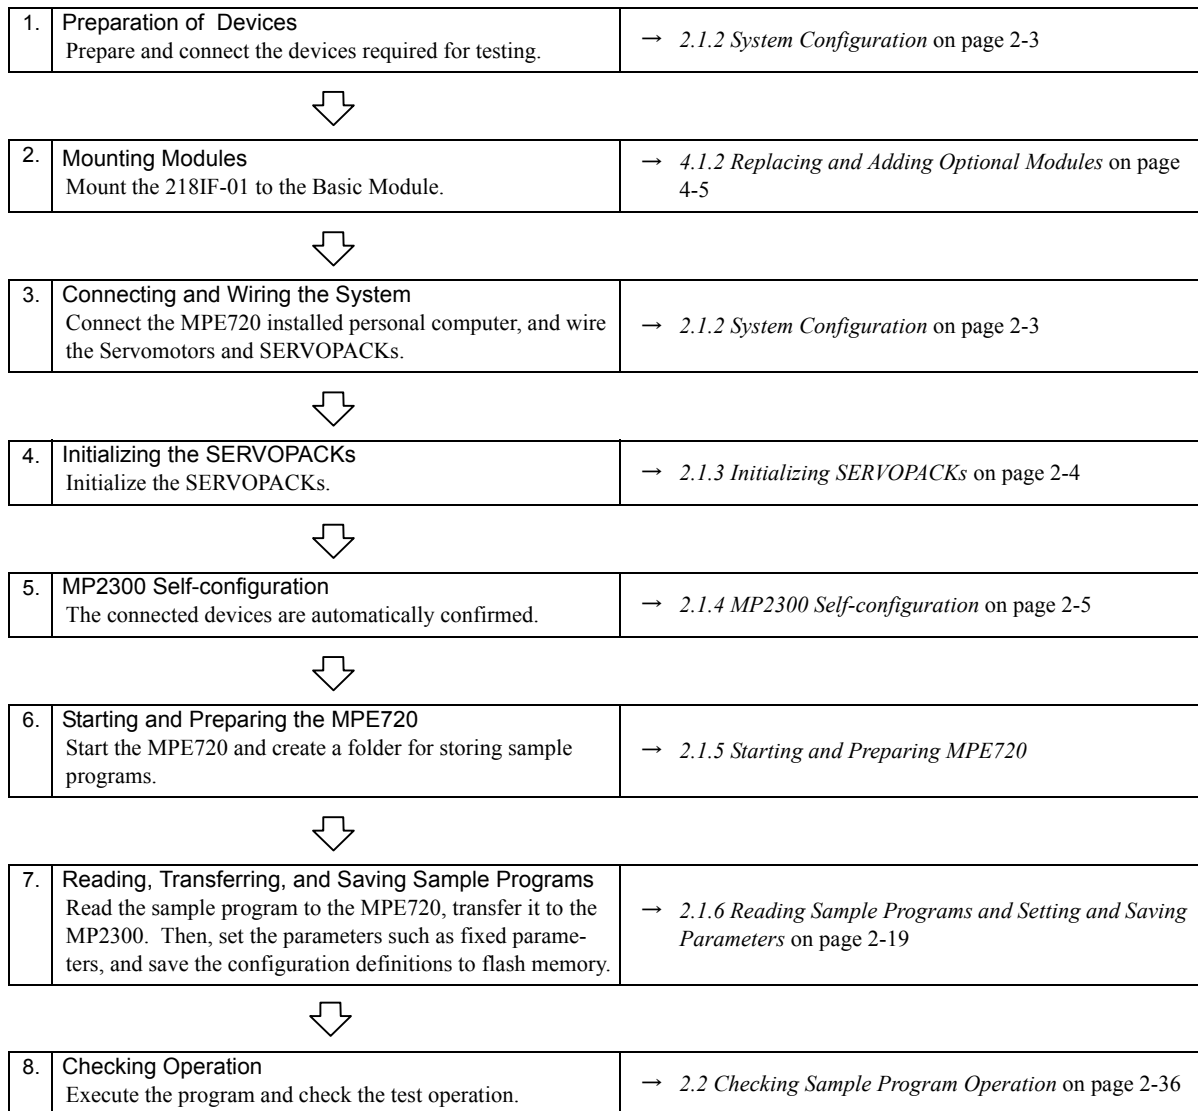 1. Preparation of Devices
Prepare and connect the devices required for testing.
→ 2.1.2 System Configuration on page 2-3
2. Mounting Modules
Mount the 218IF-01 to the Basic Module.
→ 4.1.2 Replacing and Adding Optional Modules on page
4-5
3. Connecting and Wiring the System
Connect the MPE720 installed personal computer, and wire
the Servomotors and SERVOPACKs.
→ 2.1.2 System Configuration on page 2-3
4. Initializing the SERVOPACKs
Initialize the SERVOPACKs.
→ 2.1.3 Initializing SERVOPACKs on page 2-4
5. MP2300 Self-configuration
The connected devices are automatically confirmed.
→ 2.1.4 MP2300 Self-configuration on page 2-5
6. Starting and Preparing the MPE720
Start the MPE720 and create a folder for storing sample
programs.
→ 2.1.5 Starting and Preparing MPE720
7. Reading, Transferring, and Saving Sample Programs
Read the sample program to the MPE720, transfer it to the
MP2300. Then, set the parameters such as fixed parame-
ters, and save the configuration definitions to flash memory.
→ 2.1.6 Reading Sample Programs and Setting and Saving
Parameters on page 2-19
8. Checking Operation
Execute the program and check the test operation.
→ 2.2 Checking Sample Program Operation on page 2-36